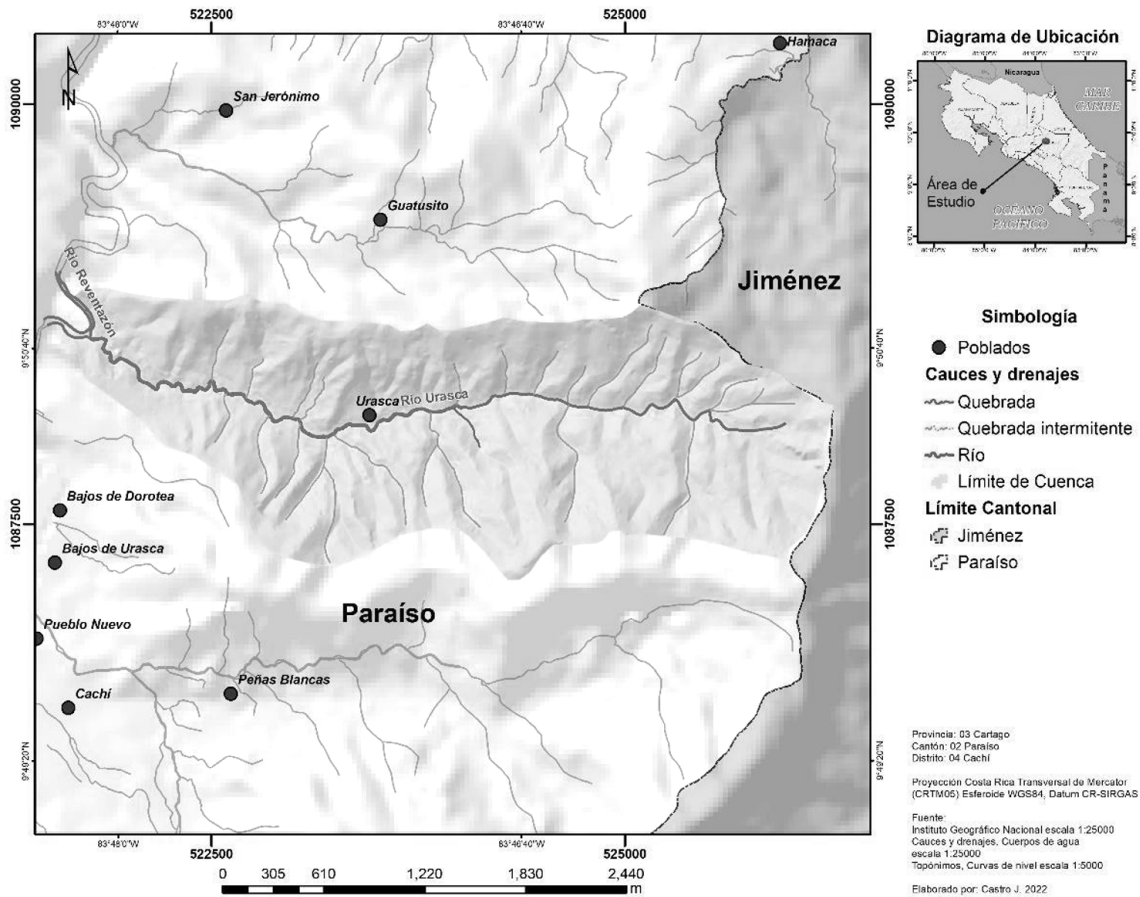 522500
525000
83°48'0"W
83°46'40"W
1090000
1087500
9°50'40"N
9°49'20"N
N
Hamaca
San Jerónimo
Guatusito
Jiménez
Río Reventazón
Urasca
Río Urasca
Bajos de Dorotea
Bajos de Urasca
Pueblo Nuevo
Paraíso
Peñas Blancas
Cachí
1090000
1087500
9°50'40"N
9°49'20"N
83°48'0"W
83°46'40"W
522500
525000
0 305 610 1,220 1,830 2,440
m
Diagrama de Ubicación
Nicaragua
MAR
CARIBE
Panamá
Área de
Estudio
OCÉANO
PACÍFICO
Simbología
Poblados
Cauces y drenajes
Quebrada
Quebrada intermitente
Río
Límite de Cuenca
Límite Cantonal
Jiménez
Paraíso
Provincia: 03 Cartago
Cantón: 02 Paraíso
Distrito: 04 Cachí
Proyección Costa Rica Transversal de Mercator
(CRTM05) Esferoide WGS84, Datum CR-SIRGAS
Fuente:
Instituto Geográfico Nacional escala 1:25000
Cauces y drenajes, Cuerpos de agua
escala 1:25000
Topónimos, Curvas de nivel escala 1:5000
Elaborado por: Castro J. 2022